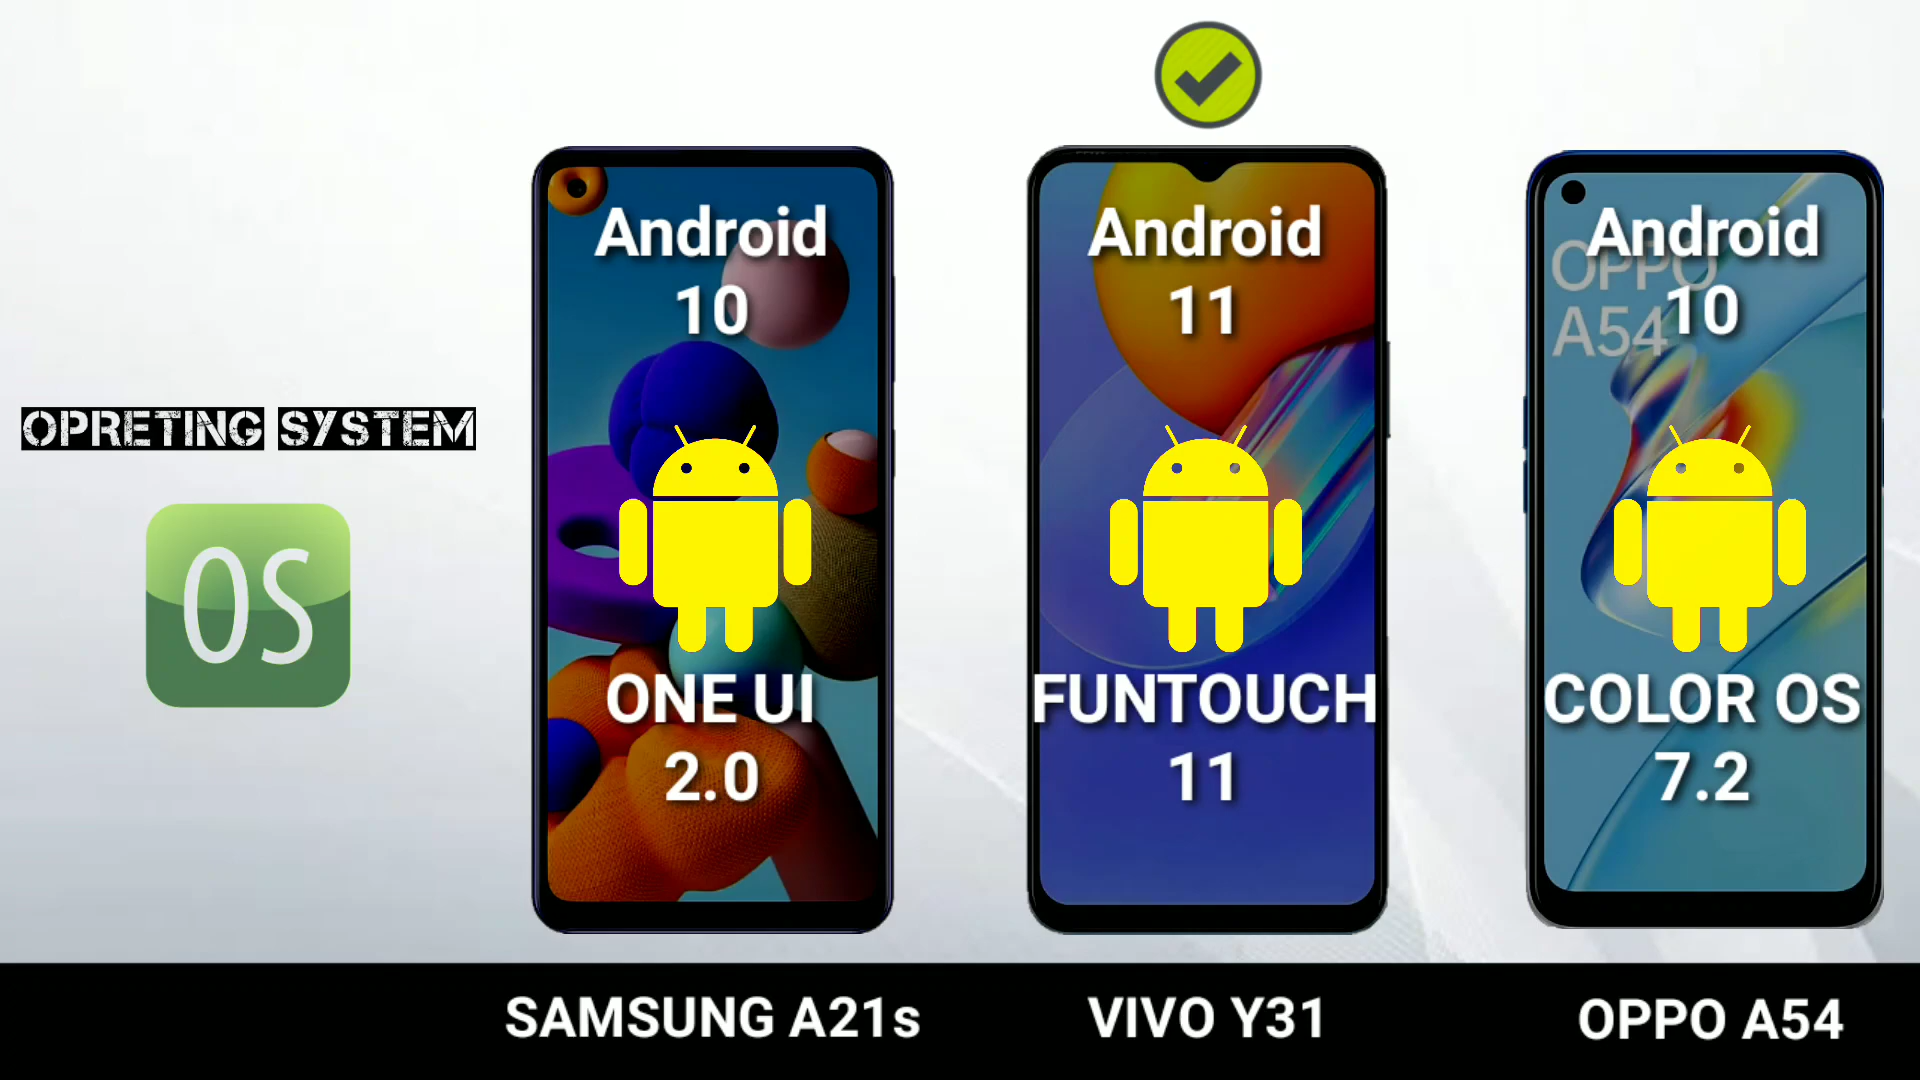 OPRETING SYSTEM
OS
Android
10
ONE UI
2.0
SAMSUNG A21s
Android
11
FUNTOUCH
11
VIVO Y31
OPPO
A54
Android
10
COLOR OS
7.2
OPPO A54